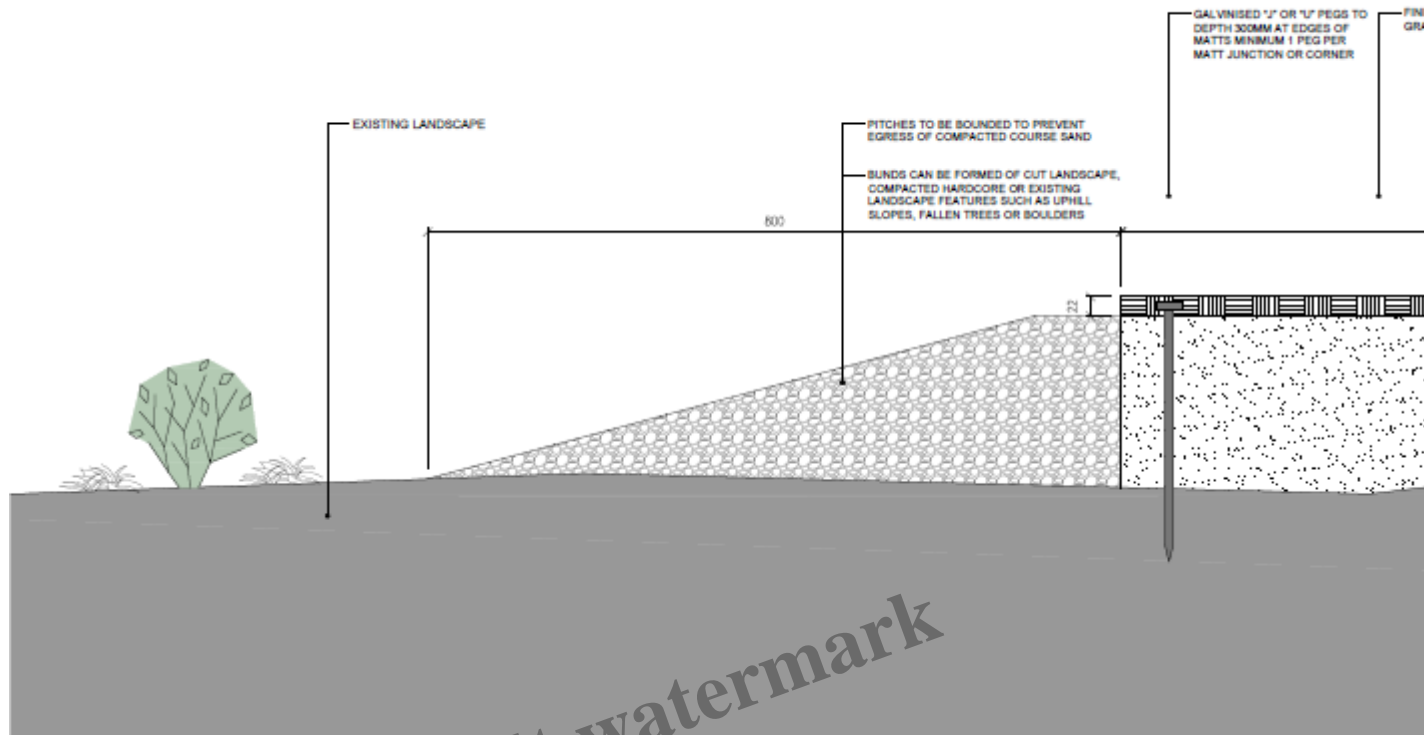 GALVINISED "J" OR "U" PEGS TO
DEPTH 300MM AT EDGES OF
MATTS MINIMUM 1 PEG PER
MATT JUNCTION OR CORNER
EXISTING LANDSCAPE
PITCHES TO BE BOUNDED TO PREVENT
EGRESS OF COMPACTED COURSE SAND
BUNDS CAN BE FORMED OF CUT LANDSCAPE,
COMPACTED HARDCORE OR EXISTING
LANDSCAPE FEATURES SUCH AS UPHILL
SLOPES, FALLEN TREES OR BOULDERS
800
22
watermark